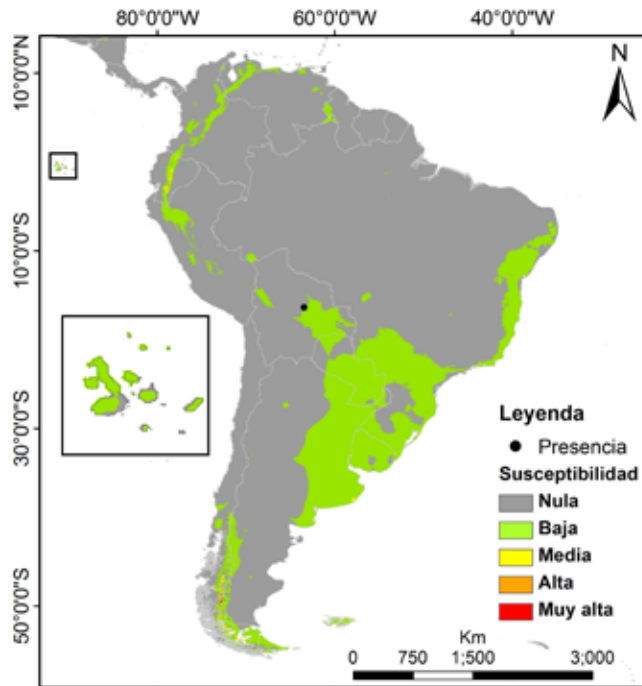 80°0'0"W 60°0'0"W 40°0'0"W
10°0'0"N
N
10°0'0"S
30°0'0"S
Leyenda
Presencia
Susceptibilidad
Nula
Baja
Media
Alta
Muy alta
50°0'0"S
Km
0 750 1:500 3;000